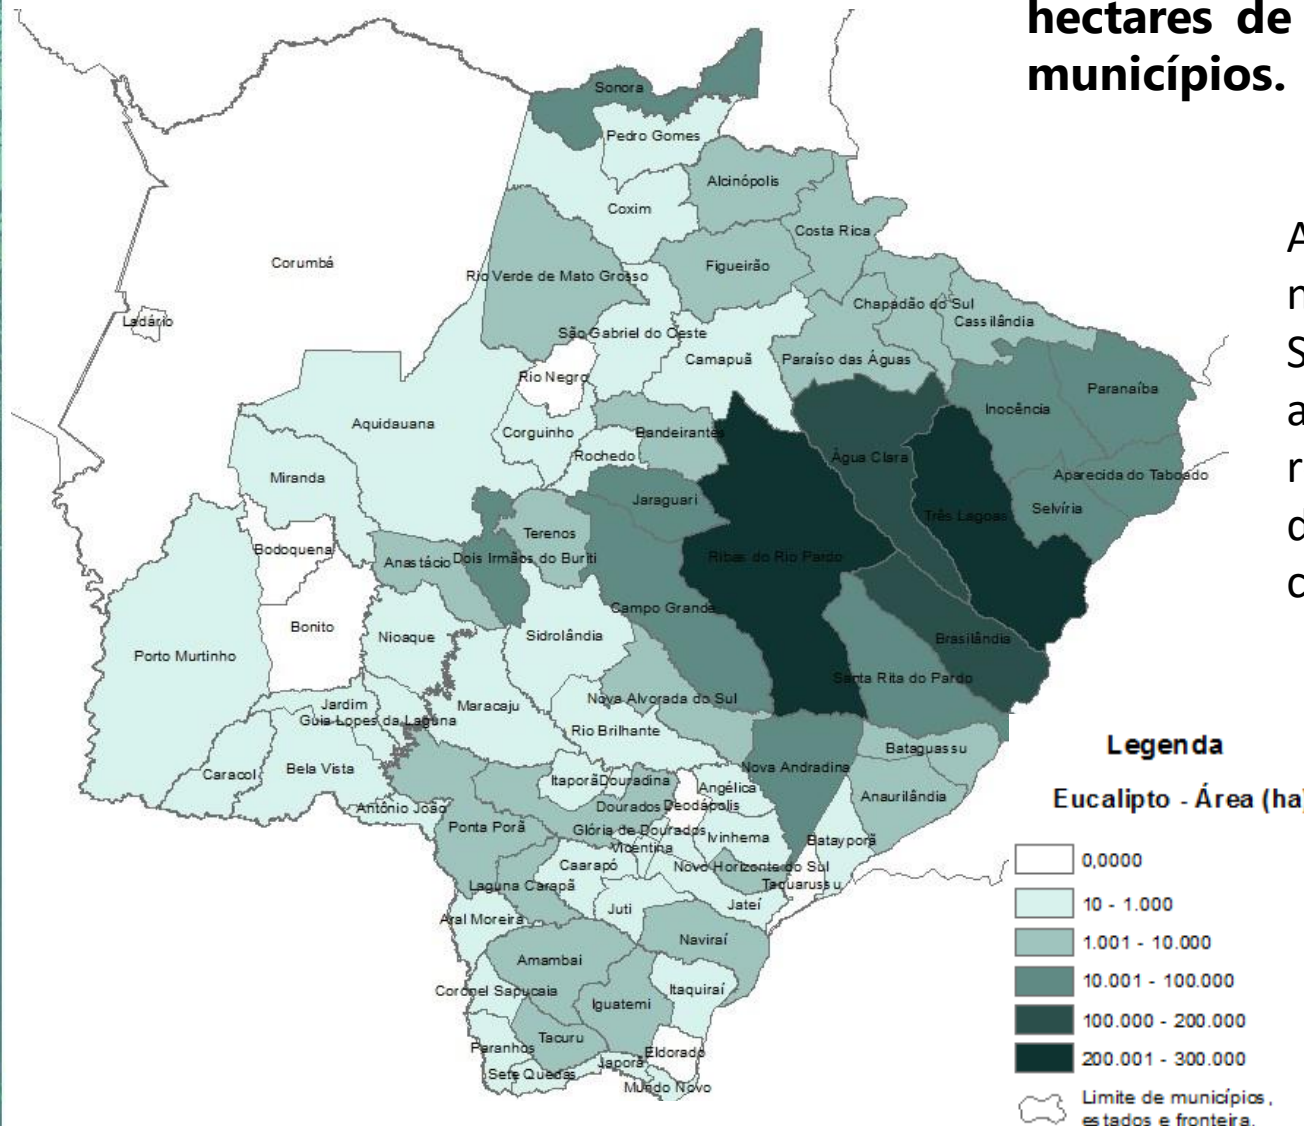 hectares de
municípios.
Sonora
Pedro Gomes
Alcinópolis
Coxim
Costa Rica
Corumbá
Figueirão
Rio Verde de Mato Grosso
Chapadão do Sul
Cassilândia
Ladário
São Gabriel do Oeste
Camapuã
Paraíso das Águas
Rio Negro
Paranaíba
Inocência
Aquidauana
Corguinho
Bandeirantes
Rochedo
Água Clara
Aparecida do Taboado
Miranda
Jaraguari
Selvíria
Três Lagoas
Terenos
Bodoquena
Anastácio
Dois Irmãos do Buriti
Ribas do Rio Pardo
Campo Grande
Bonito
Nioaque
Sidrolândia
Brasilândia
Porto Murtinho
Santa Rita do Pardo
Jardim
Maracaju
Nova Alvorada do Sul
Guia Lopes da Laguna
Rio Brilhante
Bataguassu
Caracol
Bela Vista
Nova Andradina
Itaporã
Douradina
Angélica
Anaurilândia
Antônio João
Dourados
Deodápolis
Ponta Porã
Glória de Dourados
Ivinhema
Batayporã
Vicentina
Caarapó
Novo Horizonte do Sul
Laguna Carapã
Taquarussu
Juti
Jateí
Aral Moreira
Naviraí
Amambai
Coronel Sapucaia
Itaquiraí
Iguatemi
Tacuru
Paranhos
Eldorado
Japorã
Sete Quedas
Mundo Novo
A
S
a
r
d
c
Legenda
Eucalipto - Área (ha)
0,0000
10 - 1.000
1.001 - 10.000
10.001 - 100.000
100.000 - 200.000
200.001 - 300.000
Limite de municípios,
estados e fronteira.